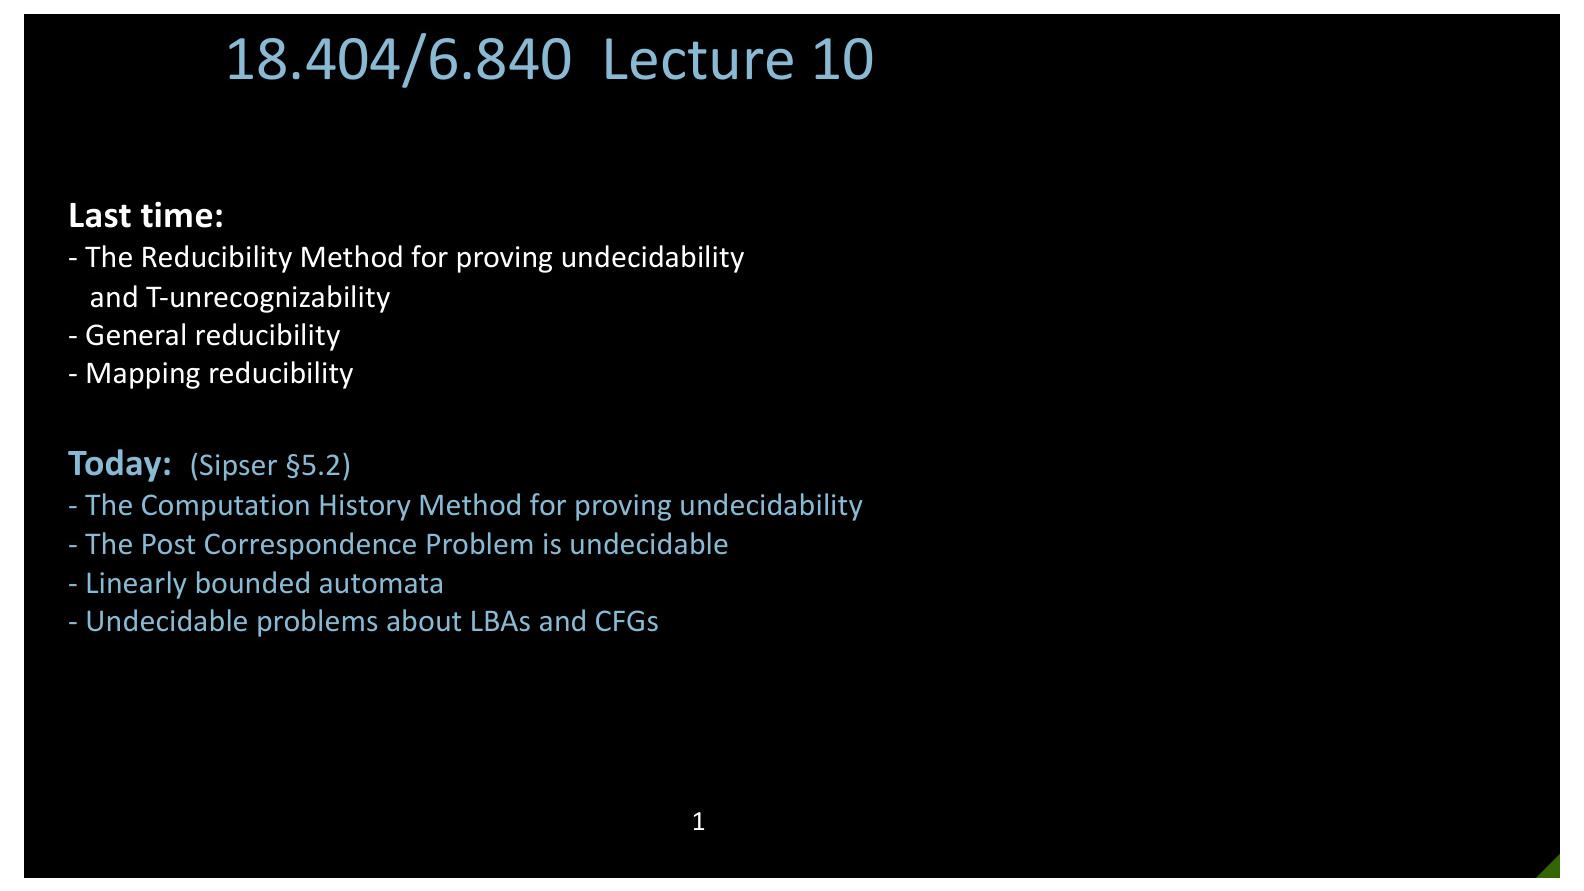 18.404/6.840 Lecture 10
Last time:
- The Reducibility Method for proving undecidability
and T-unrecognizability
- General reducibility
- Mapping reducibility
Today: (Sipser §5.2)
- The Computation History Method for proving undecidability
- The Post Correspondence Problem is undecidable
- Linearly bounded automata
- Undecidable problems about LBAs and CFGs
1